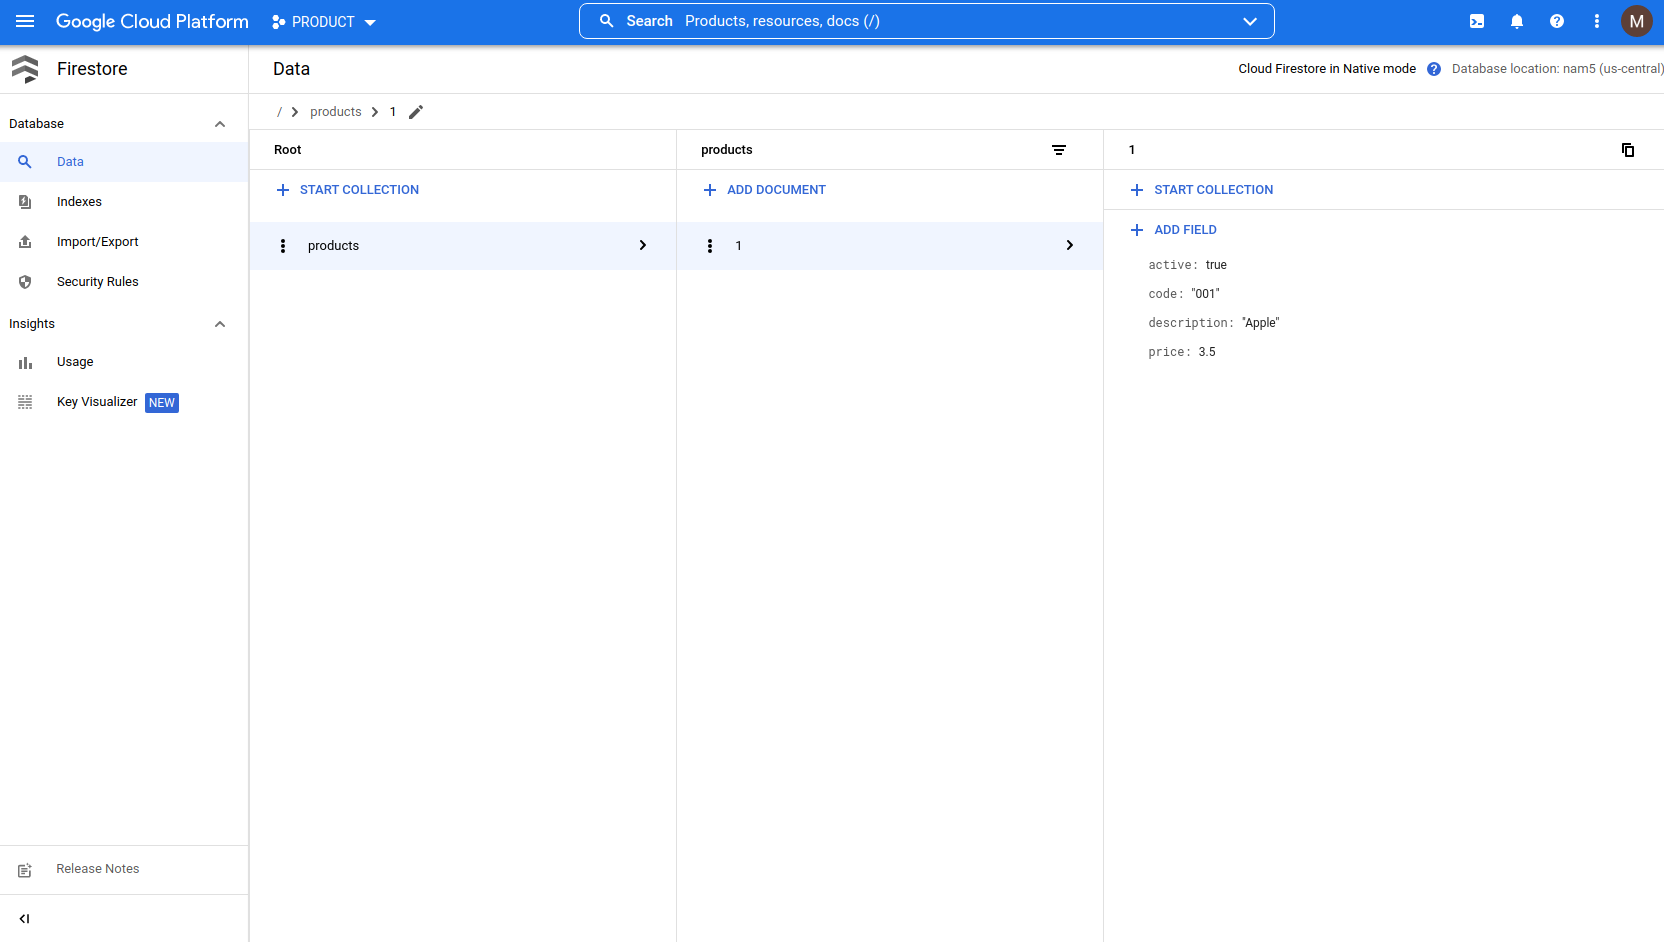 Google Cloud Platform PRODUCT Search Products, resources, docs (/) M
Firestore
Data Cloud Firestore in Native mode Database location: nam5 (us-central)
/ products 1
Database
Data
Indexes
Import/Export
Security Rules
Insights
Usage
Key Visualizer NEW
Release Notes
Root
START COLLECTION
products
products
ADD DOCUMENT
1
1
START COLLECTION
ADD FIELD
active: true
code: "001"
description: "Apple"
price: 3.5